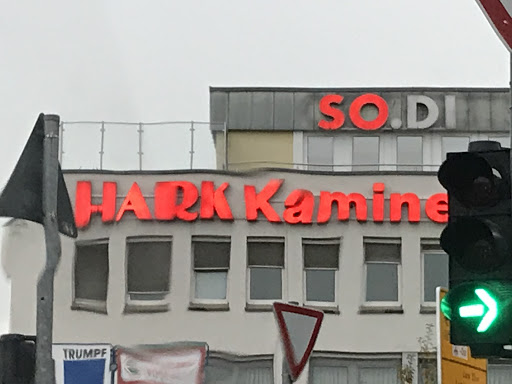 SO.DI
HARK Kamine
TRUMPF